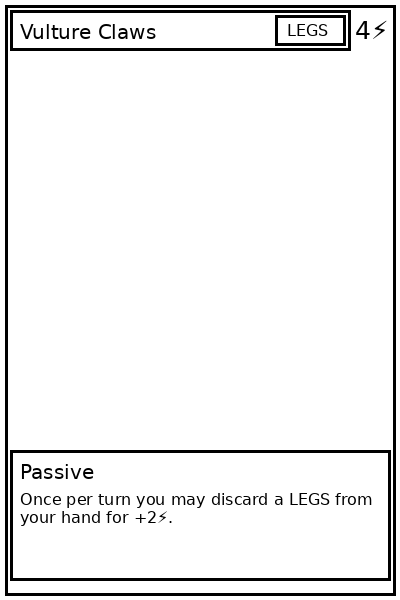 Vulture Claws LEGS 4⚡
Passive
Once per turn you may discard a LEGS from
your hand for +2⚡.